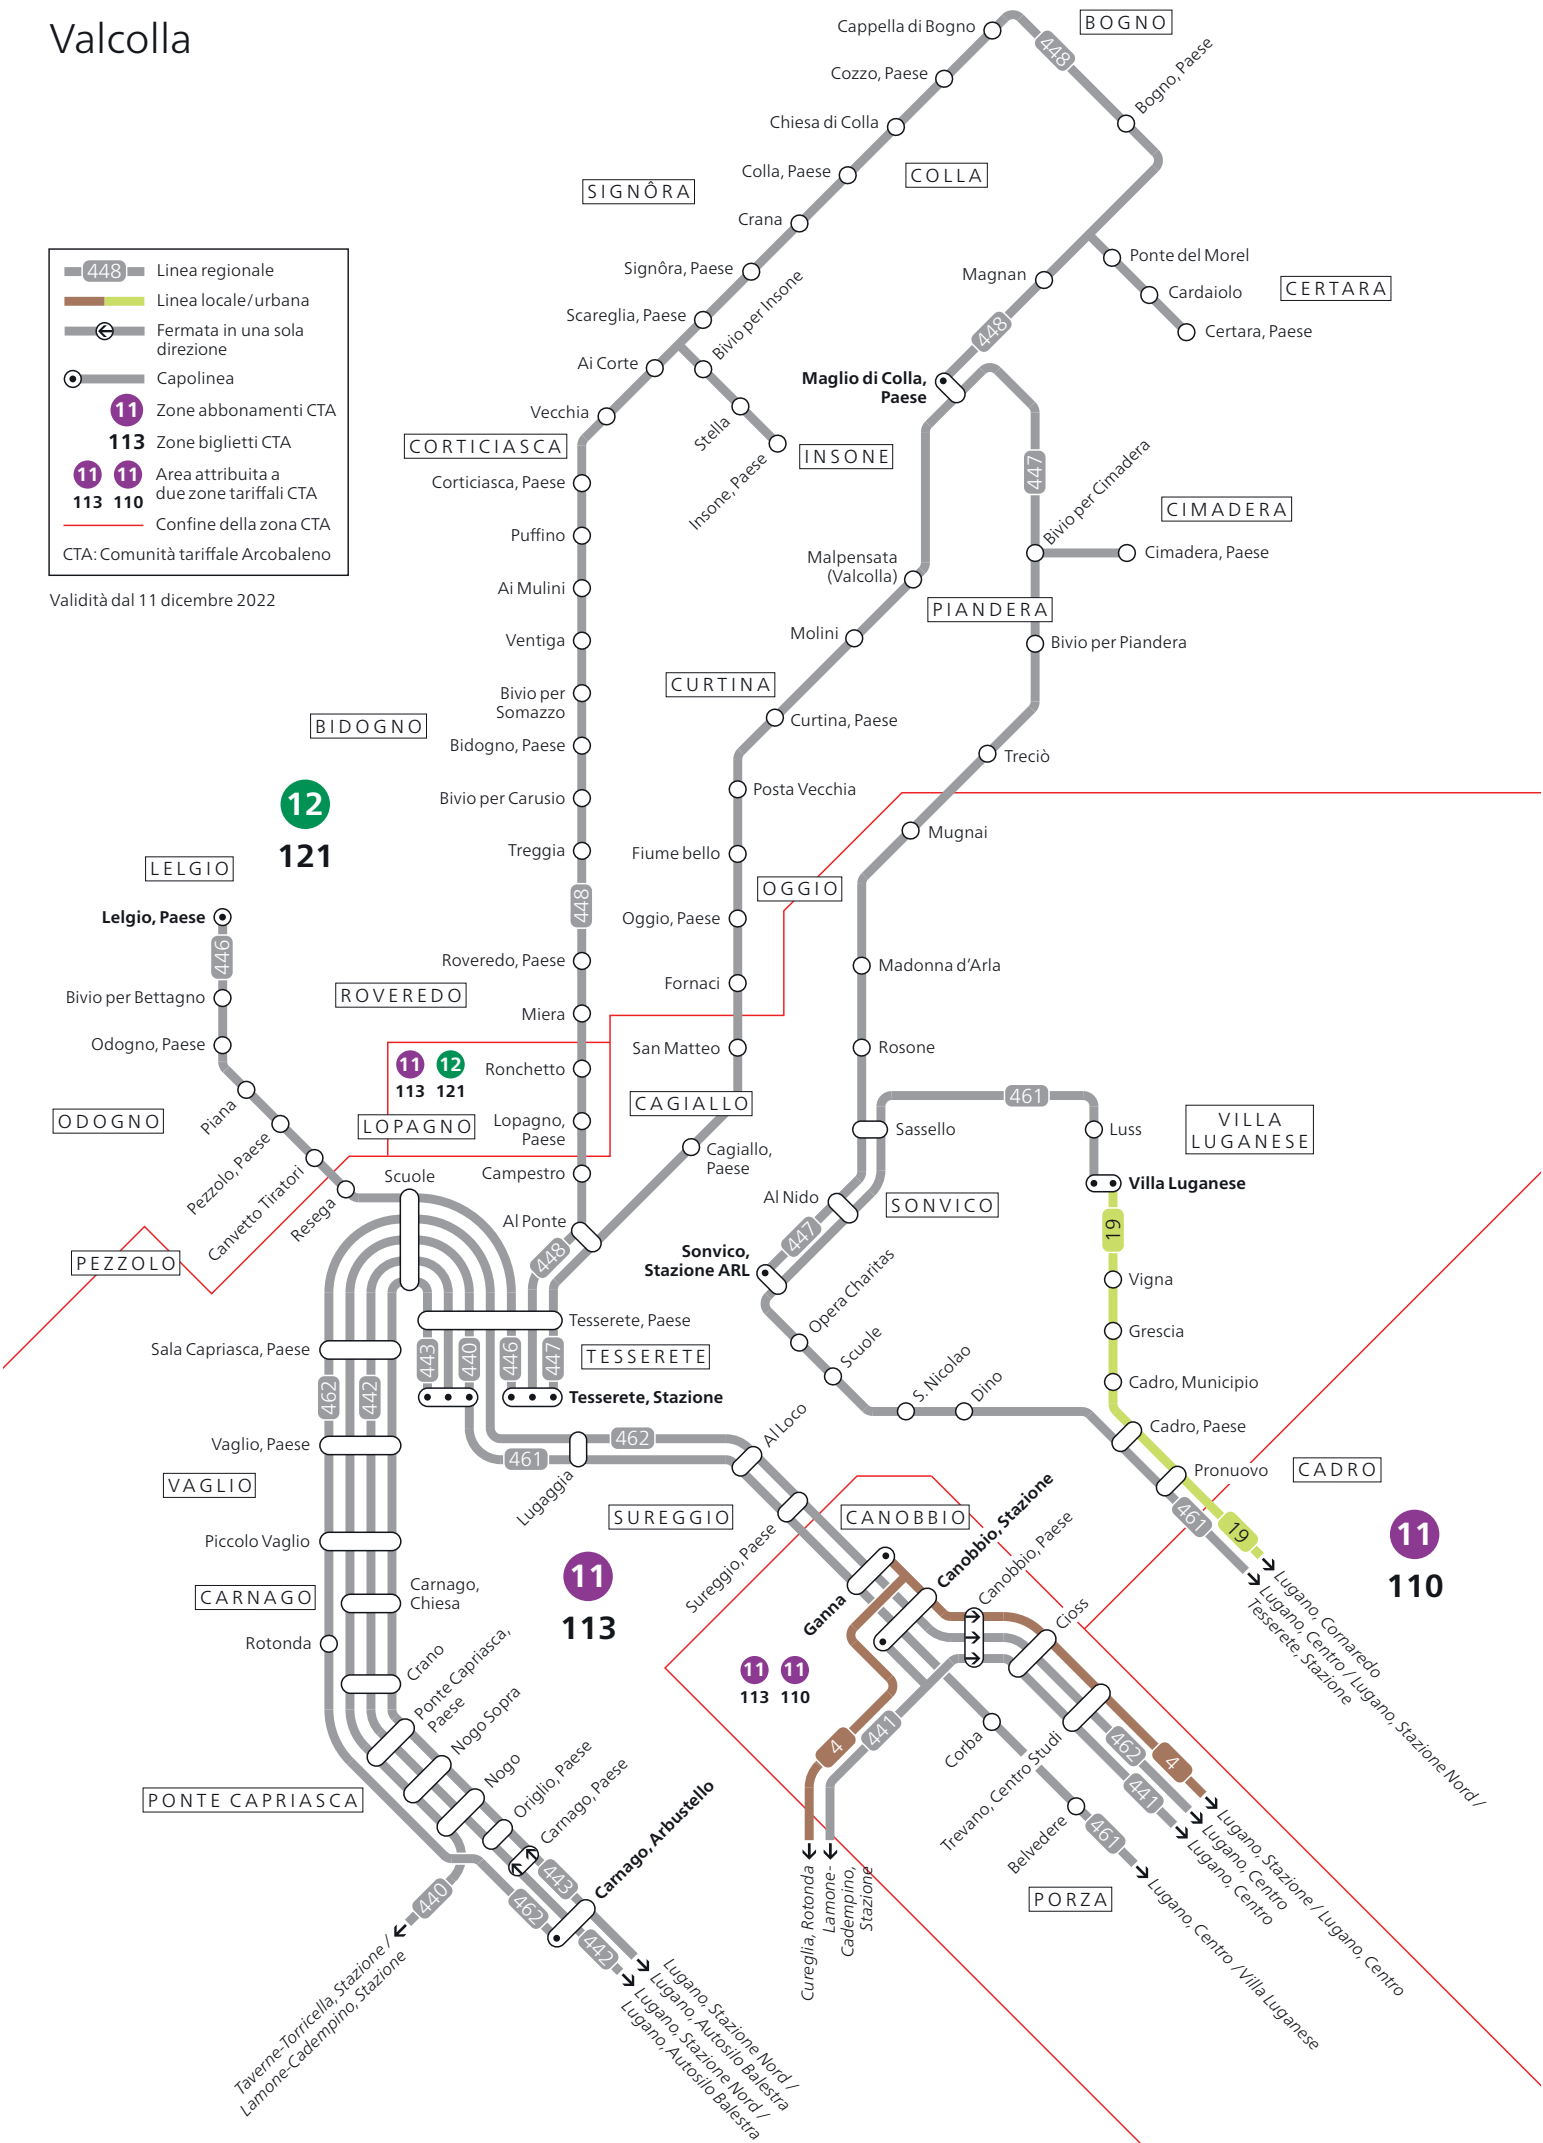 Valcolla
Cappella di Bogno
BOGNO
448
Cozzo, Paese
Bogno, Paese
Chiesa di Colla
Colla, Paese
COLLA
SIGNÔRA
Crana
Signôra, Paese
Magnan
Ponte del Morel
Cardaiolo
CERTARA
Certara, Paese
Scareglia, Paese
Bivio per Insone
448
Ai Corte
Maglio di Colla,
Paese
Vecchia
Stella
CORTICIASCA
INSONE
Insone, Paese
447
Bivio per Cimadera
Corticiasca, Paese
CIMADERA
Puffino
Cimadera, Paese
Malpensata
(Valcolla)
Ai Mulini
PIANDERA
Ventiga
Molini
Bivio per Piandera
CURTINA
Bivio per
Somazzo
Curtina, Paese
BIDOGNO
Bidogno, Paese
Treciò
448
Linea regionale
Linea locale/urbana
Fermata in una sola
direzione
Capolinea
11
Zone abbonamenti CTA
113
Zone biglietti CTA
11 11
113 110
Area attribuita a
due zone tariffali CTA
Confine della zona CTA
CTA: Comunità tariffale Arcobaleno
Validità dal 11 dicembre 2022
12
121
Bivio per Carusio
Posta Vecchia
Mugnai
Treggia
Fiume bello
LELGIO
OGGIO
448
Lelgio, Paese
446
Oggio, Paese
Roveredo, Paese
Madonna d'Arla
Fornaci
Bivio per Bettagno
ROVEREDO
Miera
Odogno, Paese
San Matteo
Rosone
11 12
113 121
Ronchetto
461
Piana
ODOGNO
CAGIALLO
LOPAGNO
Lopagno,
Paese
Sassello
Luss
VILLA
LUGANESE
Pezzolo, Paese
Cagiallo,
Paese
Canvetto Tiratori
Scuole
Campestro
Villa Luganese
Resega
Al Nido
SONVICO
Al Ponte
447
19
PEZZOLO
448
Sonvico,
Stazione ARL
Opera Charitas
Vigna
Tesserete, Paese
Scuole
Grescia
Sala Capriasca, Paese
443
440
446
447
TESSERETE
S. Nicolao
Dino
Cadro, Municipio
462
442
Tesserete, Stazione
Al Loco
Cadro, Paese
Vaglio, Paese
462
461
Lugaggia
Pronuovo
CADRO
VAGLIO
SUREGGIO
CANOBBIO
Canobbio, Stazione
461
19
Sureggio, Paese
Canobbio, Paese
11
110
Piccolo Vaglio
11
113
CARNAGO
Carnago,
Chiesa
Ganna
Cioss
Lugano, Cornaredo
Lugano, Centro / Lugano, Stazione Nord /
Tesserete, Stazione
Rotonda
Crano
Ponte Capriasca,
Paese
11 11
113 110
Nogo Sopra
4
441
Corba
Trevano, Centro Studi
462
4
441
Nogo
Origlio, Paese
Carnago, Paese
PONTE CAPRIASCA
Carnago, Arbustello
Belvedere
461
Lugano, Stazione / Lugano, Centro
Lugano, Centro
Lugano, Centro
PORZA
443
440
462
442
Cureglia, Rotonda
Lamone-
Cadempino,
Stazione
Lugano, Centro / Villa Luganese
Taverne-Torricella, Stazione /
Lamone-Cadempino, Stazione
Lugano, Stazione Nord /
Lugano, Autosilo Balestra
Lugano, Stazione Nord /
Lugano, Autosilo Balestra